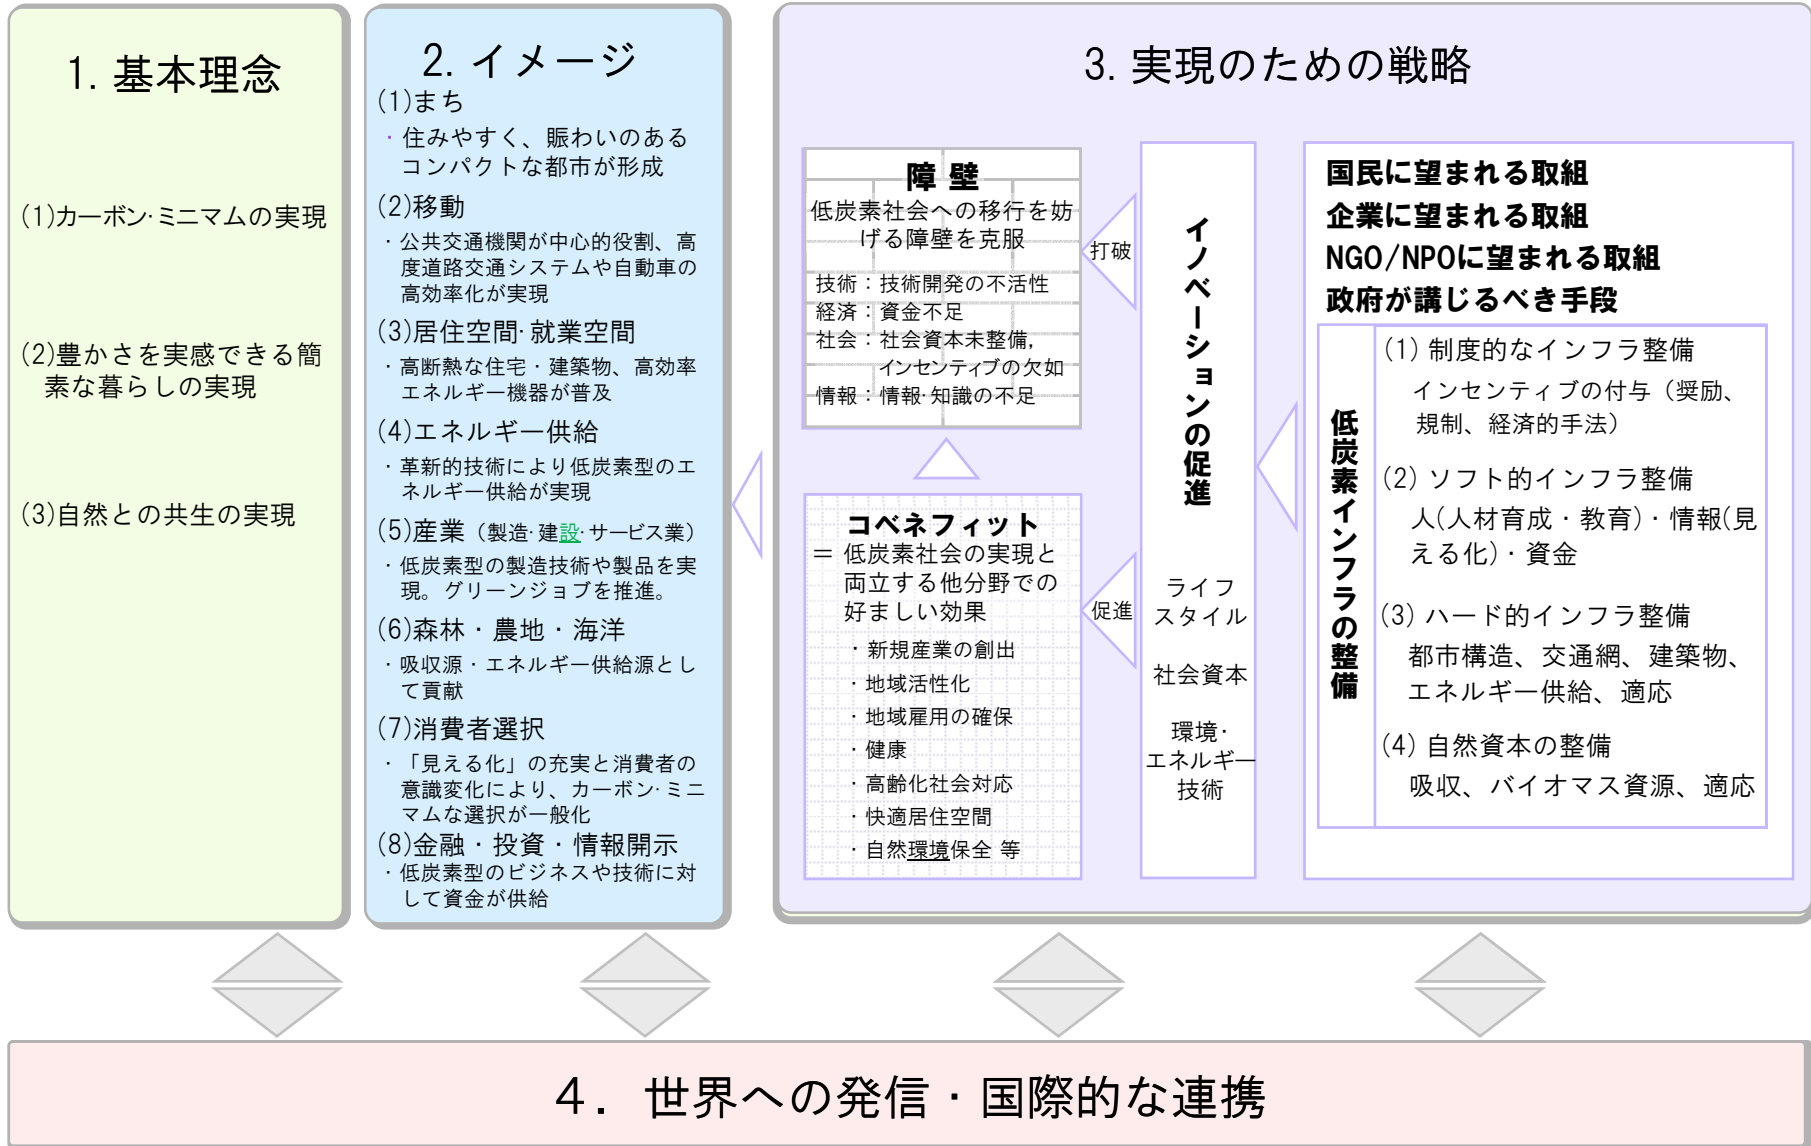 1. 基本理念
(1)カーボン・ミニマムの実現
(2)豊かさを実感できる簡
素な暮らしの実現
(3)自然との共生の実現
2. イメージ
(1)まち
・住みやすく、賑わいのある
コンパクトな都市が形成
(2)移動
・公共交通機関が中心的役割、高
度道路交通システムや自動車の
高効率化が実現
(3)居住空間・就業空間
・高断熱な住宅・建築物、高効率
エネルギー機器が普及
(4)エネルギー供給
・革新的技術により低炭素型のエ
ネルギー供給が実現
(5)産業（製造・建設・サービス業）
・低炭素型の製造技術や製品を実
現。グリーンジョブを推進。
(6)森林・農地・海洋
・吸収源・エネルギー供給源とし
て貢献
(7)消費者選択
・「見える化」の充実と消費者の
意識変化により、カーボン・ミニ
マムな選択が一般化
(8)金融・投資・情報開示
・低炭素型のビジネスや技術に対
して資金が供給
3. 実現のための戦略
障 壁
低炭素社会への移行を妨
げる障壁を克服
技術：技術開発の不活性
経済：資金不足
社会：社会資本未整備,
インセンティブの欠如
情報：情報・知識の不足
コベネフィット
＝ 低炭素社会の実現と
両立する他分野での
好ましい効果
・新規産業の創出
・地域活性化
・地域雇用の確保
・健康
・高齢化社会対応
・快適居住空間
・自然環境保全 等
打破
促進
イノベーションの促進
ライフ
スタイル
社会資本
環境・
エネルギー
技術
国民に望まれる取組
企業に望まれる取組
NGO/NPOに望まれる取組
政府が講じるべき手段
低炭素インフラの整備
(1) 制度的なインフラ整備
インセンティブの付与（奨励、
規制、経済的手法）
(2) ソフト的インフラ整備
人(人材育成・教育)・情報(見
える化)・資金
(3) ハード的インフラ整備
都市構造、交通網、建築物、
エネルギー供給、適応
(4) 自然資本の整備
吸収、バイオマス資源、適応
４．世界への発信・国際的な連携